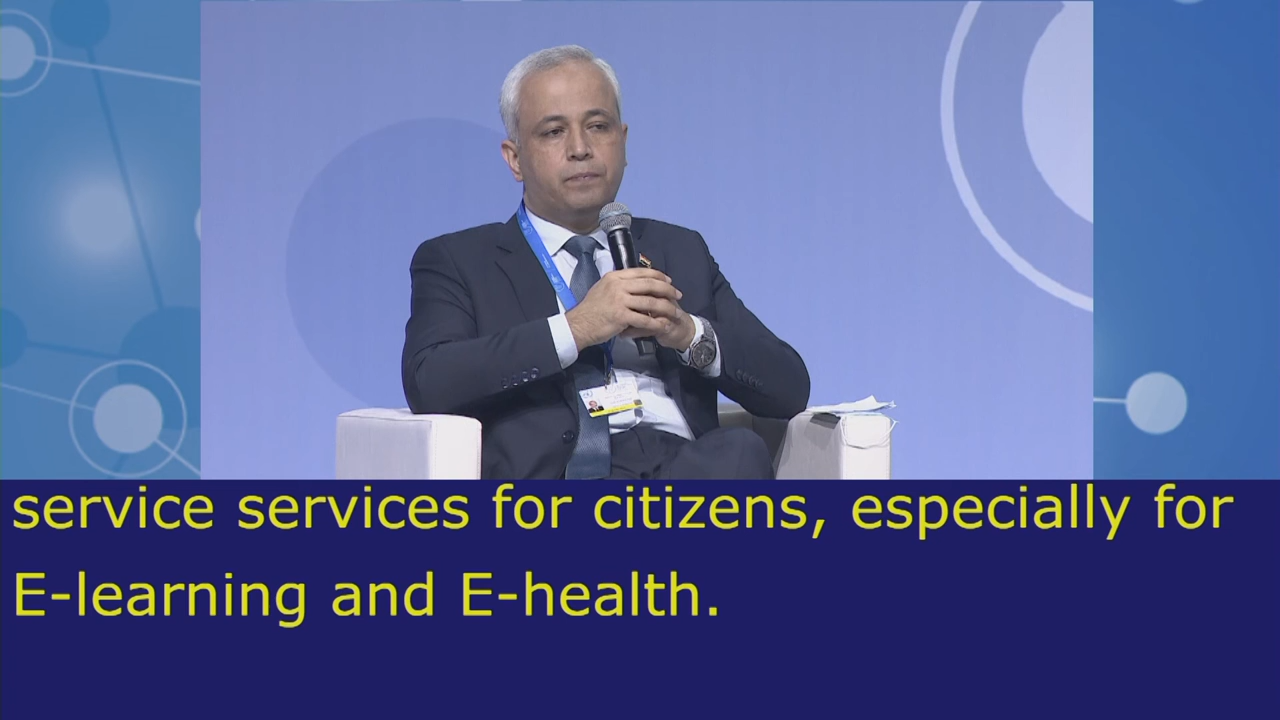 service services for citizens, especially for
E-learning and E-health.